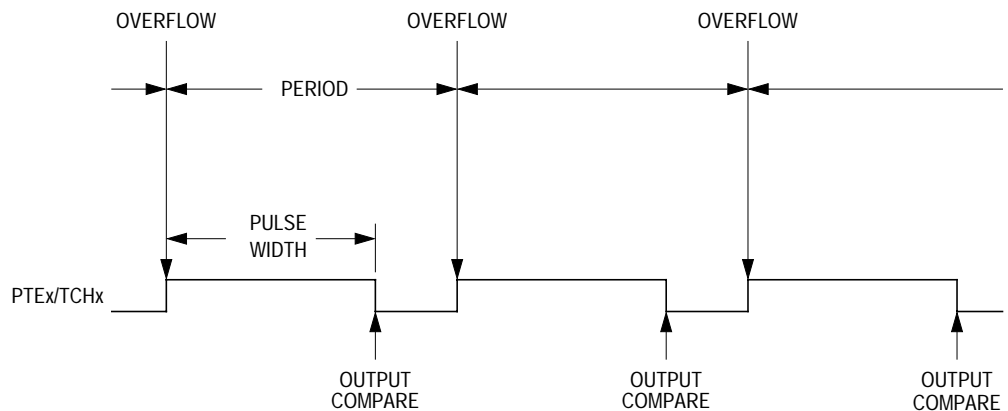 OVERFLOW OVERFLOW OVERFLOW
PERIOD
PULSE
WIDTH
PTEx/TCHx
OUTPUT
COMPARE
OUTPUT
COMPARE
OUTPUT
COMPARE